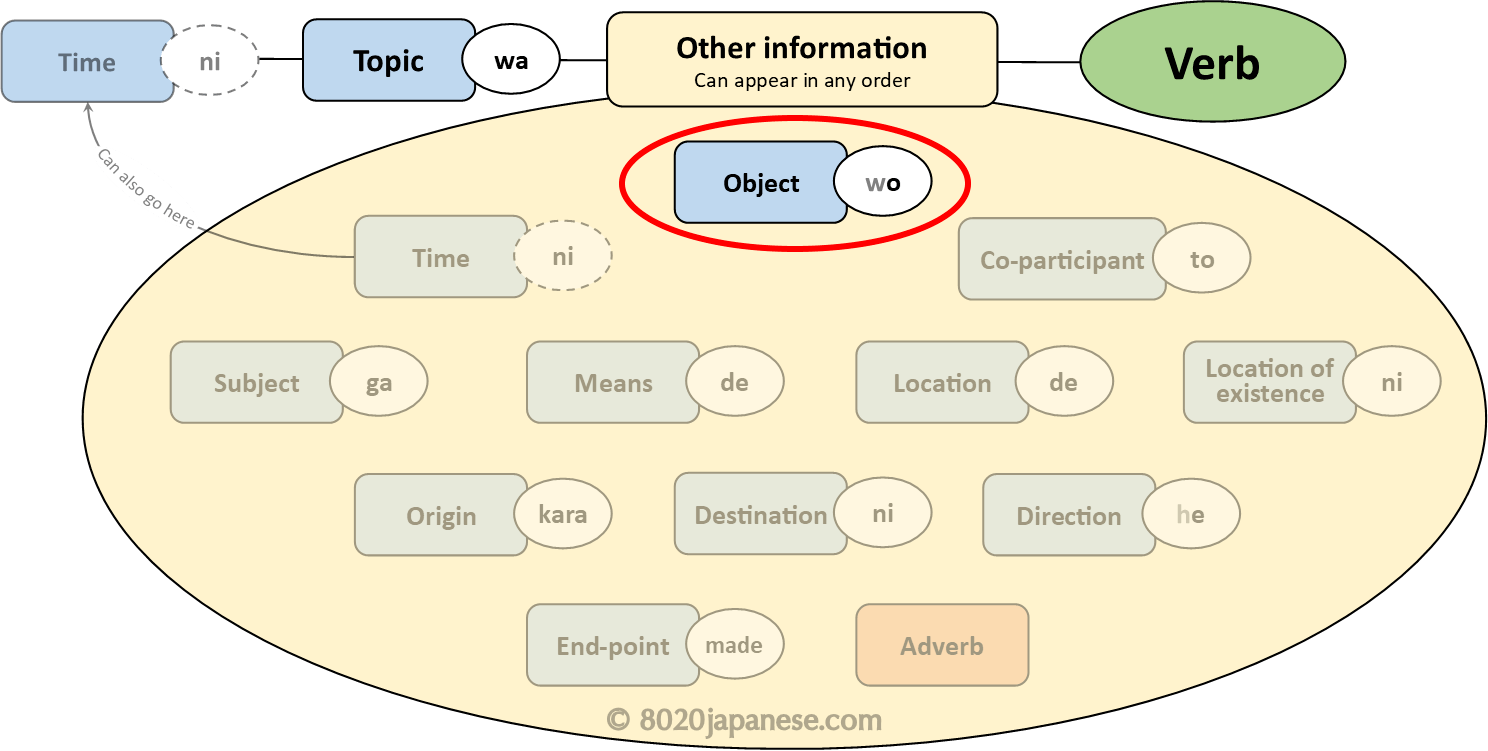 Time ni Topic wa Other information Verb
Can appear in any order
Can also go here
Object wo
Time ni Co-participant to
Subject ga Means de Location de Location of
existence ni
Origin kara Destination ni Direction he
End-point made Adverb
© 8020japanese.com